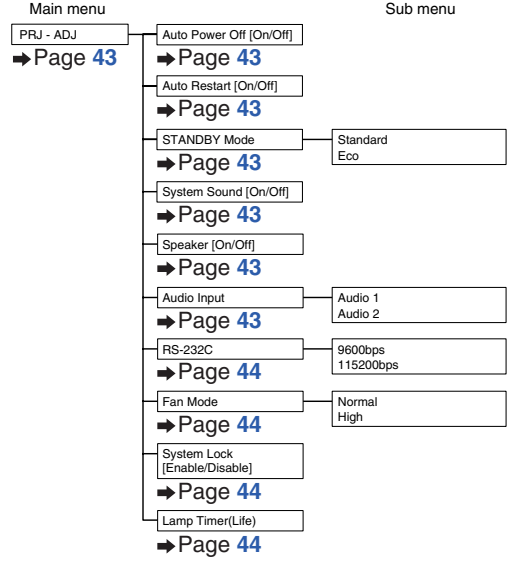 Main menu
Sub menu
PRJ - ADJ
➡Page 43
Auto Power Off [On/Off]
➡Page 43
Auto Restart [On/Off]
➡Page 43
STANDBY Mode
➡Page 43
Standard
Eco
System Sound [On/Off]
➡Page 43
Speaker [On/Off]
➡Page 43
Audio Input
➡Page 43
Audio 1
Audio 2
RS-232C
➡Page 44
9600bps
115200bps
Fan Mode
➡Page 44
Normal
High
System Lock
[Enable/Disable]
➡Page 44
Lamp Timer(Life)
➡Page 44